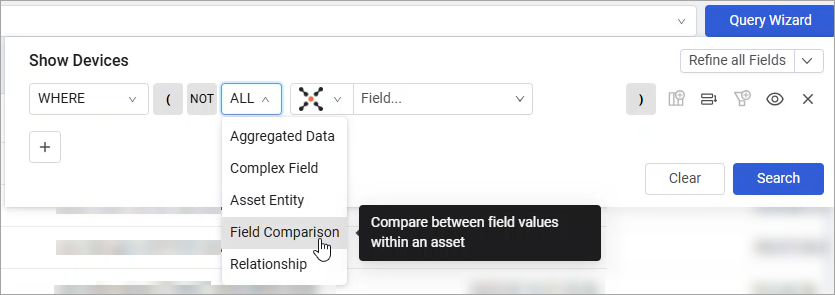 Query Wizard
Show Devices
Refine all Fields
WHERE ( NOT ALL Field... )
+
Aggregated Data
Complex Field
Asset Entity
Field Comparison
Relationship
Compare between field values
within an asset
Clear
Search